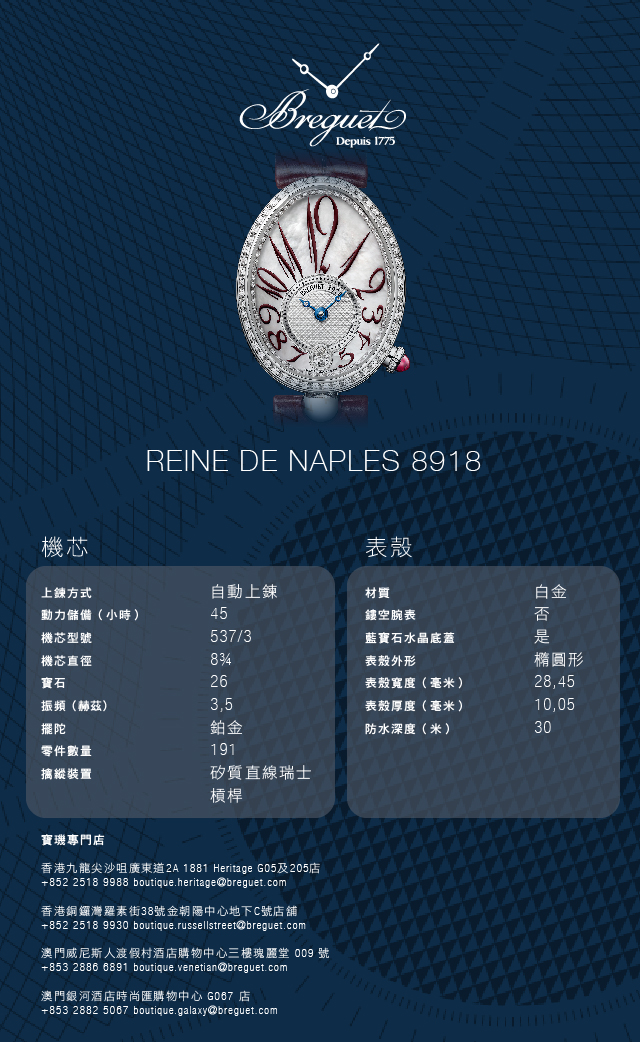 Breguet
Depuis 1775
12
1
2
3
5
7
8
9
10
BREGUET
REINE DE NAPLES 8918
機芯
上鍊方式 自動上鍊
動力儲備（小時） 45
機芯型號 537/3
機芯直徑 8¾
寶石 26
振頻（赫茲） 3,5
擺陀 鉑金
零件數量 191
擒縱裝置 矽質直線瑞士
槓桿
表殼
材質 白金
鏤空腕表 否
藍寶石水晶底蓋 是
表殼外形 橢圓形
表殼寬度（毫米） 28,45
表殼厚度（毫米） 10,05
防水深度（米） 30
寶璣專門店
香港九龍尖沙咀廣東道2A 1881 Heritage G05及205店
+852 2518 9988 boutique.heritage@breguet.com
香港銅鑼灣羅素街38號金朝陽中心地下C號店舖
+852 2518 9930 boutique.russellstreet@breguet.com
澳門威尼斯人渡假村酒店購物中心三樓瑰麗堂 009 號
+853 2886 6891 boutique.venetian@breguet.com
澳門銀河酒店時尚匯購物中心 G067 店
+853 2882 5067 boutique.galaxy@breguet.com